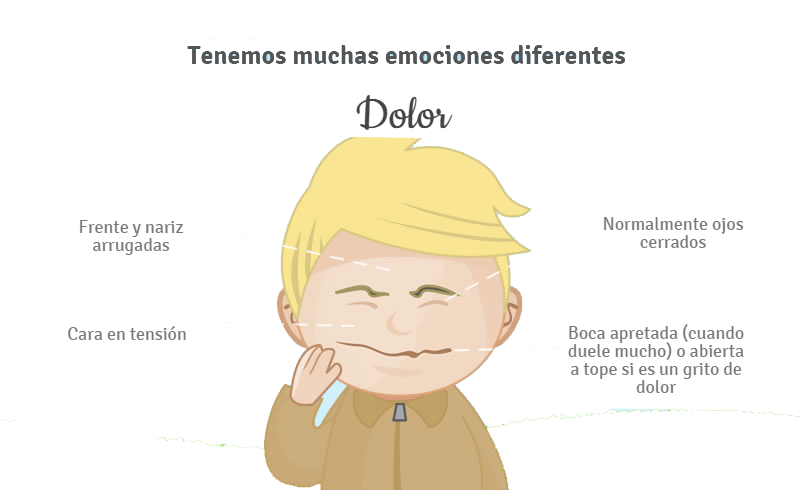 Tenemos muchas emociones diferentes
Dolor
Frente y nariz
arrugadas
Normalmente ojos
cerrados
Cara en tensión
Boca apretada (cuando
duele mucho) o abierta
a tope si es un grito de
dolor